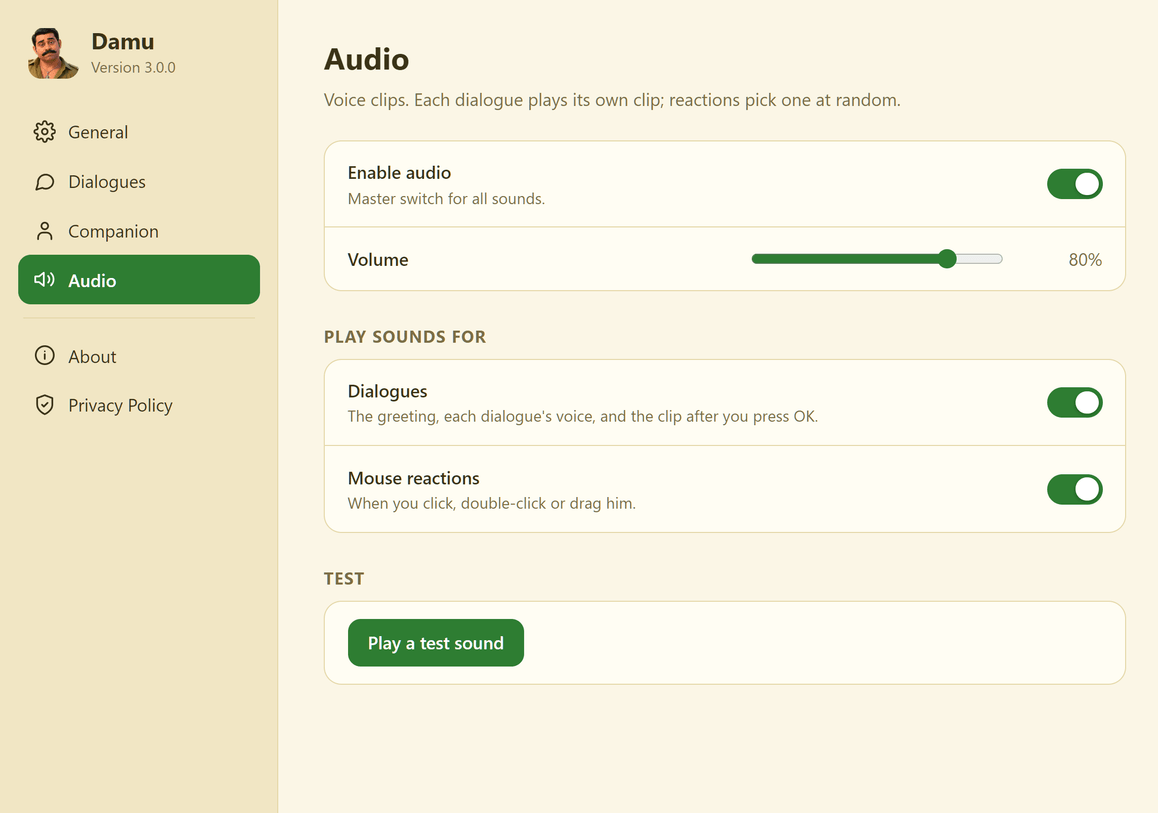 Damu
Version 3.0.0
General
Dialogues
Companion
Audio
About
Privacy Policy
Audio
Voice clips. Each dialogue plays its own clip; reactions pick one at random.
Enable audio
Master switch for all sounds.
Volume
80%
PLAY SOUNDS FOR
Dialogues
The greeting, each dialogue's voice, and the clip after you press OK.
Mouse reactions
When you click, double-click or drag him.
TEST
Play a test sound